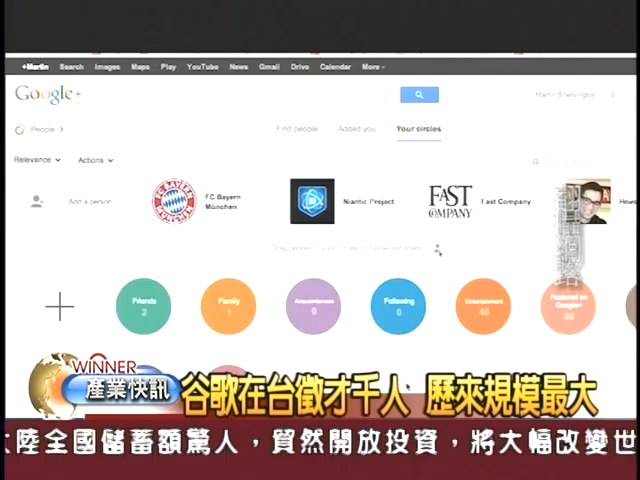 +Martin Search Images Maps Play YouTube News Gmail Drive Calendar More
Google+
Martin Shervington
People
Find people Added you Your circles
Relevance Actions
Add a person
FC Bayern München
Niantic Project
FAST COMPANY
Fast Company
Friends 2
Family 1
Acquaintances
Following 0
Entertainment 46
Featured on Google+
WINNER
產業快訊
谷歌在台徵才千人 歷來規模最大
大陸全國儲蓄額驚人，貿然開放投資，將大幅改變世